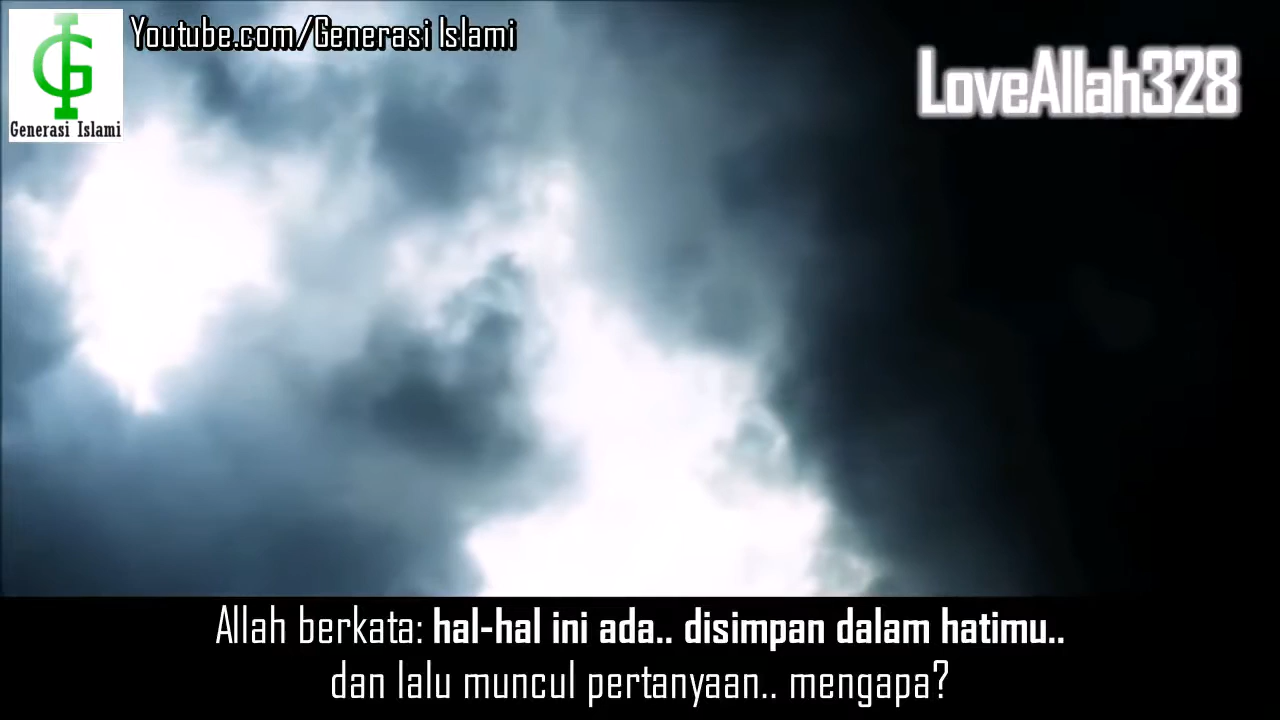 Youtube.com/Generasi Islami
LoveAllah328
GI
Generasi Islami
Allah berkata: hal-hal ini ada.. disimpan dalam hatimu..
dan lalu muncul pertanyaan.. mengapa?